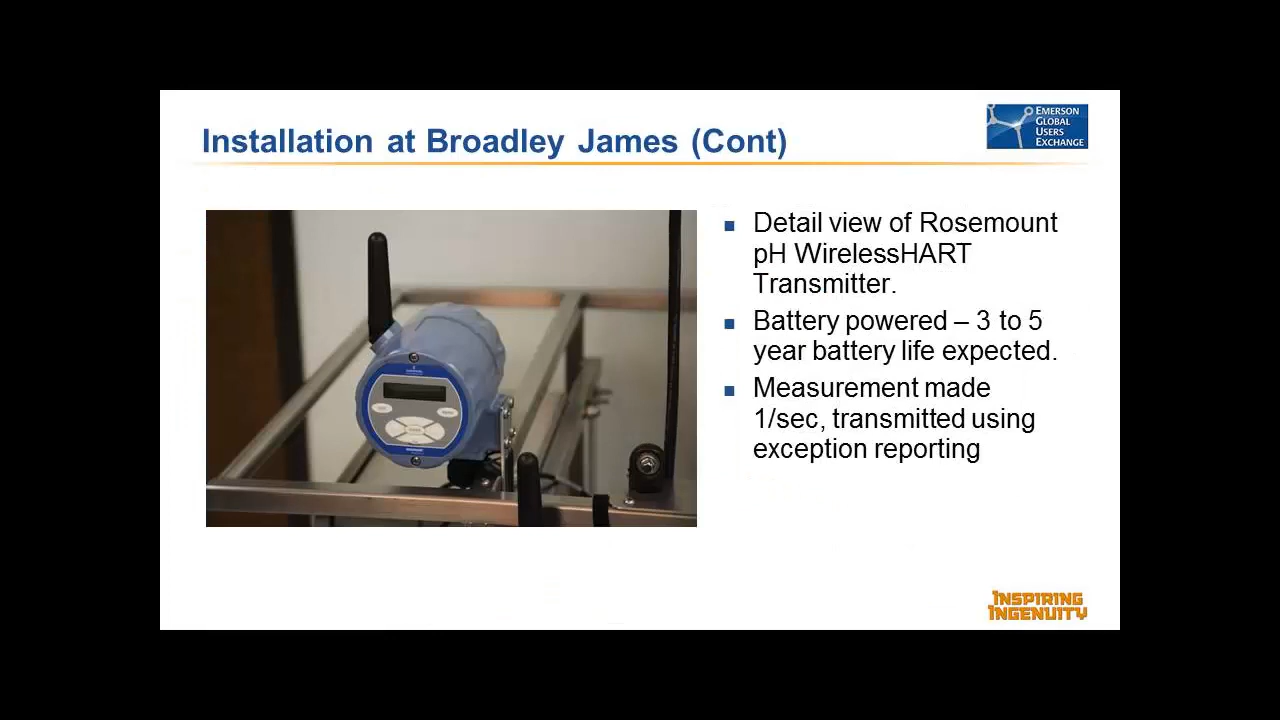 Installation at Broadley James (Cont)
EMERSON
GLOBAL
USERS
EXCHANGE
Detail view of Rosemount
pH WirelessHART
Transmitter.
Battery powered – 3 to 5
year battery life expected.
Measurement made
1/sec, transmitted using
exception reporting
INSPIRING
INGENUITY